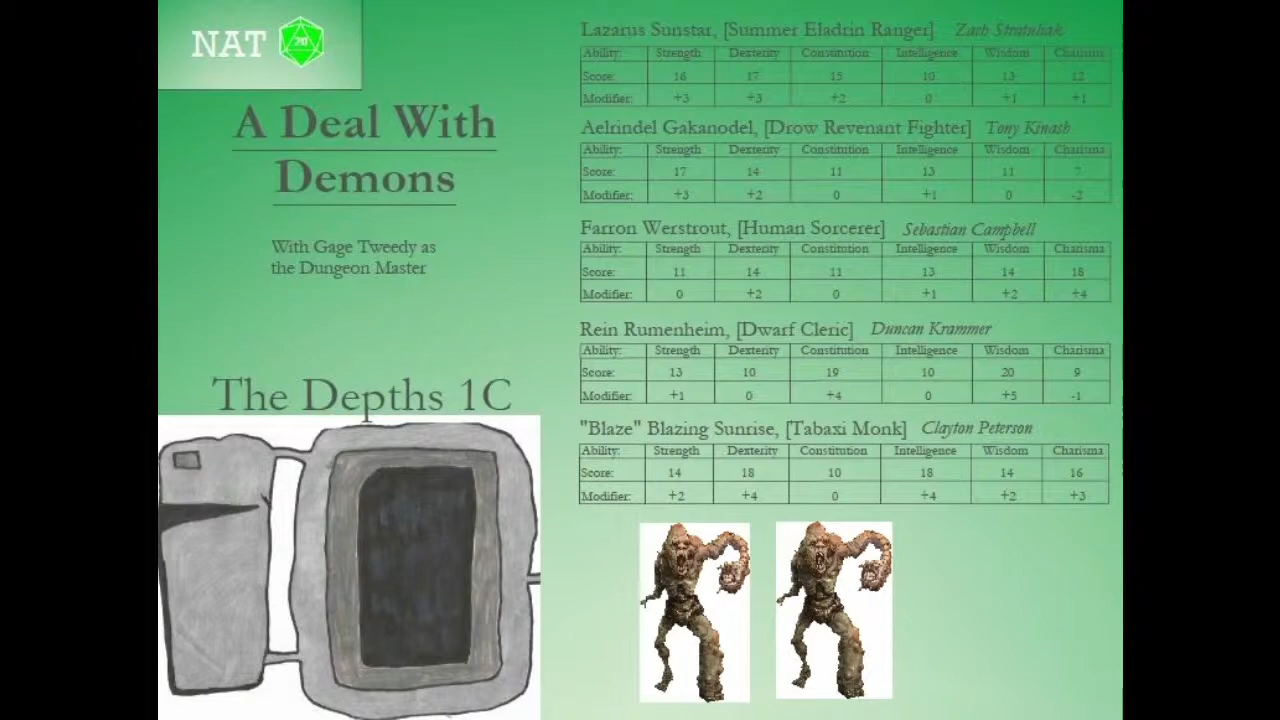 NAT 20
A Deal With
Demons
With Gage Tweedy as
the Dungeon Master
The Depths 1C
Lazarus Sunstar, [Summer Eladrin Ranger] Zach Stratuliak
Ability: Strength Dexterity Constitution Intelligence Wisdom Charisma
Score: 16 17 15 10 13 12
Modifier: +3 +3 +2 0 +1 +1
Aelrindel Gakanodel, [Drow Revenant Fighter] Tony Kinash
Ability: Strength Dexterity Constitution Intelligence Wisdom Charisma
Score: 17 14 11 13 11 7
Modifier: +3 +2 0 +1 0 -2
Farron Werstrout, [Human Sorcerer] Sebastian Campbell
Ability: Strength Dexterity Constitution Intelligence Wisdom Charisma
Score: 11 14 11 13 14 18
Modifier: 0 +2 0 +1 +2 +4
Rein Rumenheim, [Dwarf Cleric] Duncan Krammer
Ability: Strength Dexterity Constitution Intelligence Wisdom Charisma
Score: 13 10 19 10 20 9
Modifier: +1 0 +4 0 +5 -1
"Blaze" Blazing Sunrise, [Tabaxi Monk] Clayton Peterson
Ability: Strength Dexterity Constitution Intelligence Wisdom Charisma
Score: 14 18 10 18 14 16
Modifier: +2 +4 0 +4 +2 +3